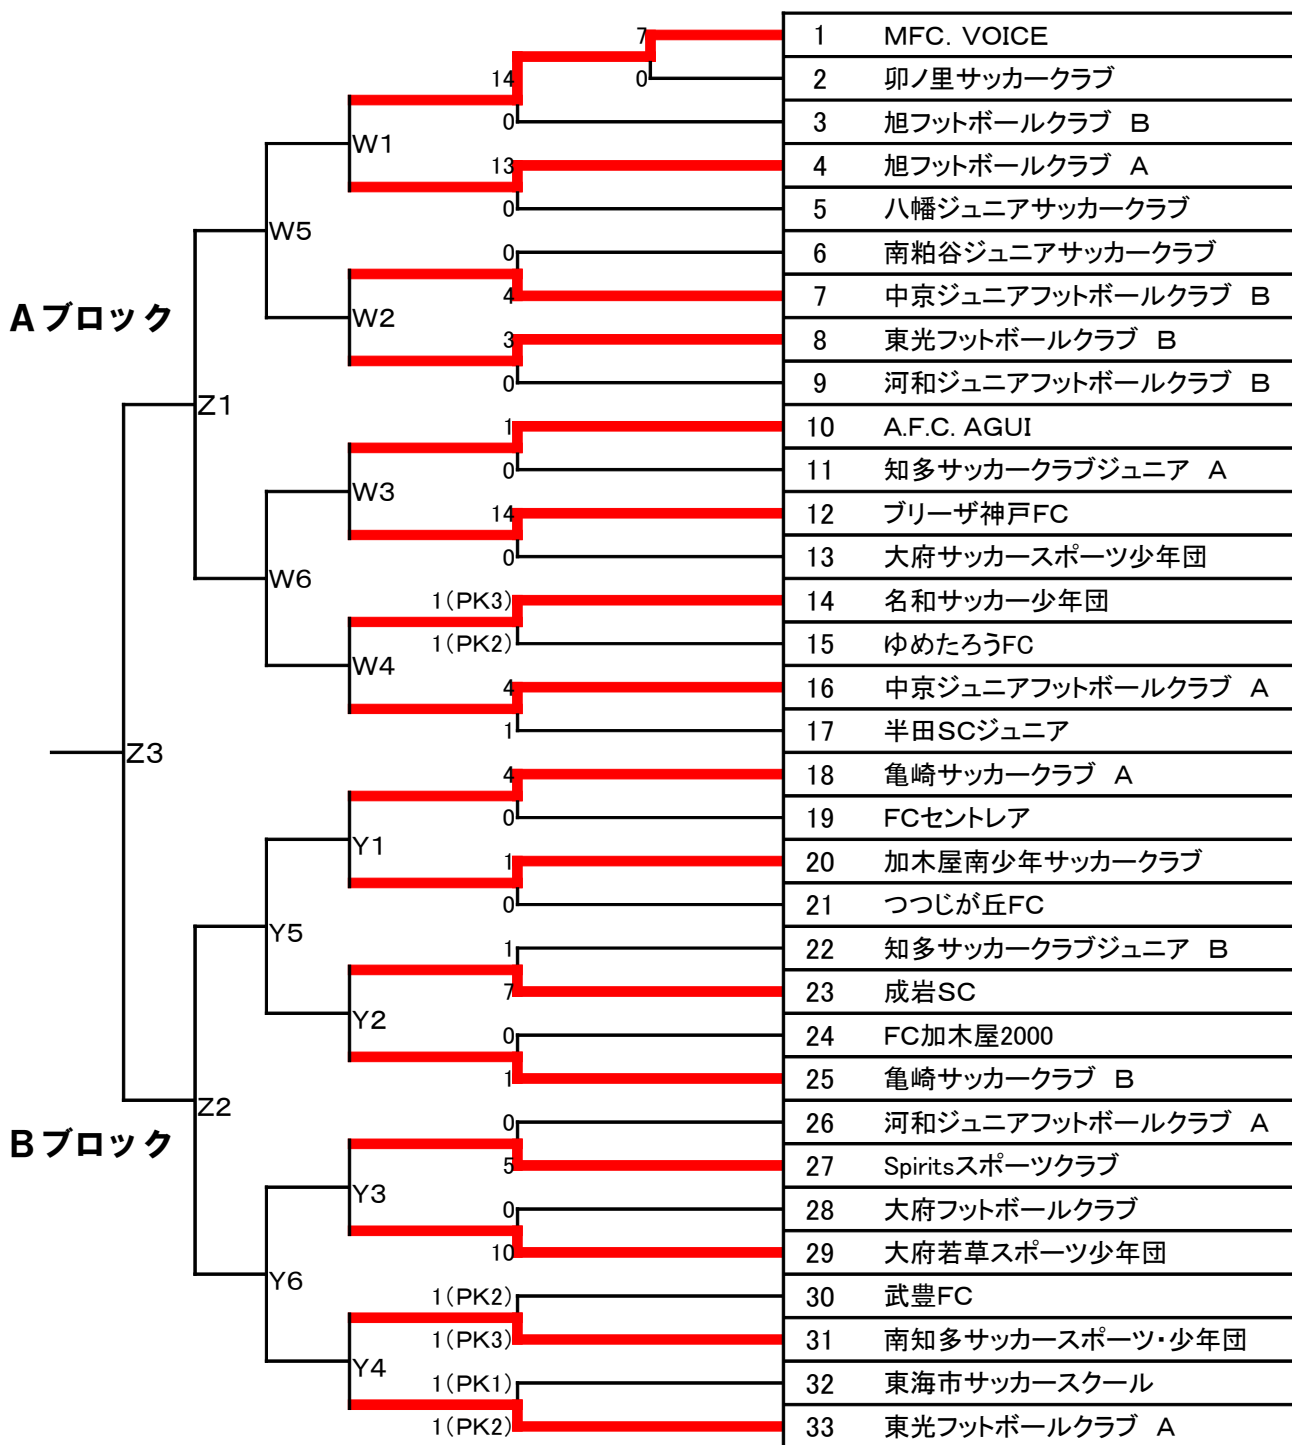 7
1 MFC. VOICE
14
0
2 卯ノ里サッカークラブ
0
3 旭フットボールクラブ B
W1
13
4 旭フットボールクラブ A
0
5 八幡ジュニアサッカークラブ
W5
0
6 南粕谷ジュニアサッカークラブ
4
7 中京ジュニアフットボールクラブ B
Aブロック
W2
3
8 東光フットボールクラブ B
0
9 河和ジュニアフットボールクラブ B
Z1
1
10 A.F.C. AGUI
0
11 知多サッカークラブジュニア A
W3
14
12 ブリーザ神戸FC
0
13 大府サッカースポーツ少年団
W6
1(PK3)
14 名和サッカー少年団
1(PK2)
15 ゆめたろうFC
W4
4
16 中京ジュニアフットボールクラブ A
1
17 半田SCジュニア
Z3
4
18 亀崎サッカークラブ A
0
19 FCセントレア
Y1
1
20 加木屋南少年サッカークラブ
0
21 つつじが丘FC
Y5
1
22 知多サッカークラブジュニア B
7
23 成岩SC
Y2
0
24 FC加木屋2000
1
25 亀崎サッカークラブ B
Z2
0
26 河和ジュニアフットボールクラブ A
Bブロック
5
27 Spiritsスポーツクラブ
Y3
0
28 大府フットボールクラブ
10
29 大府若草スポーツ少年団
Y6
1(PK2)
30 武豊FC
1(PK3)
31 南知多サッカースポーツ・少年団
Y4
1(PK1)
32 東海市サッカースクール
1(PK2)
33 東光フットボールクラブ A